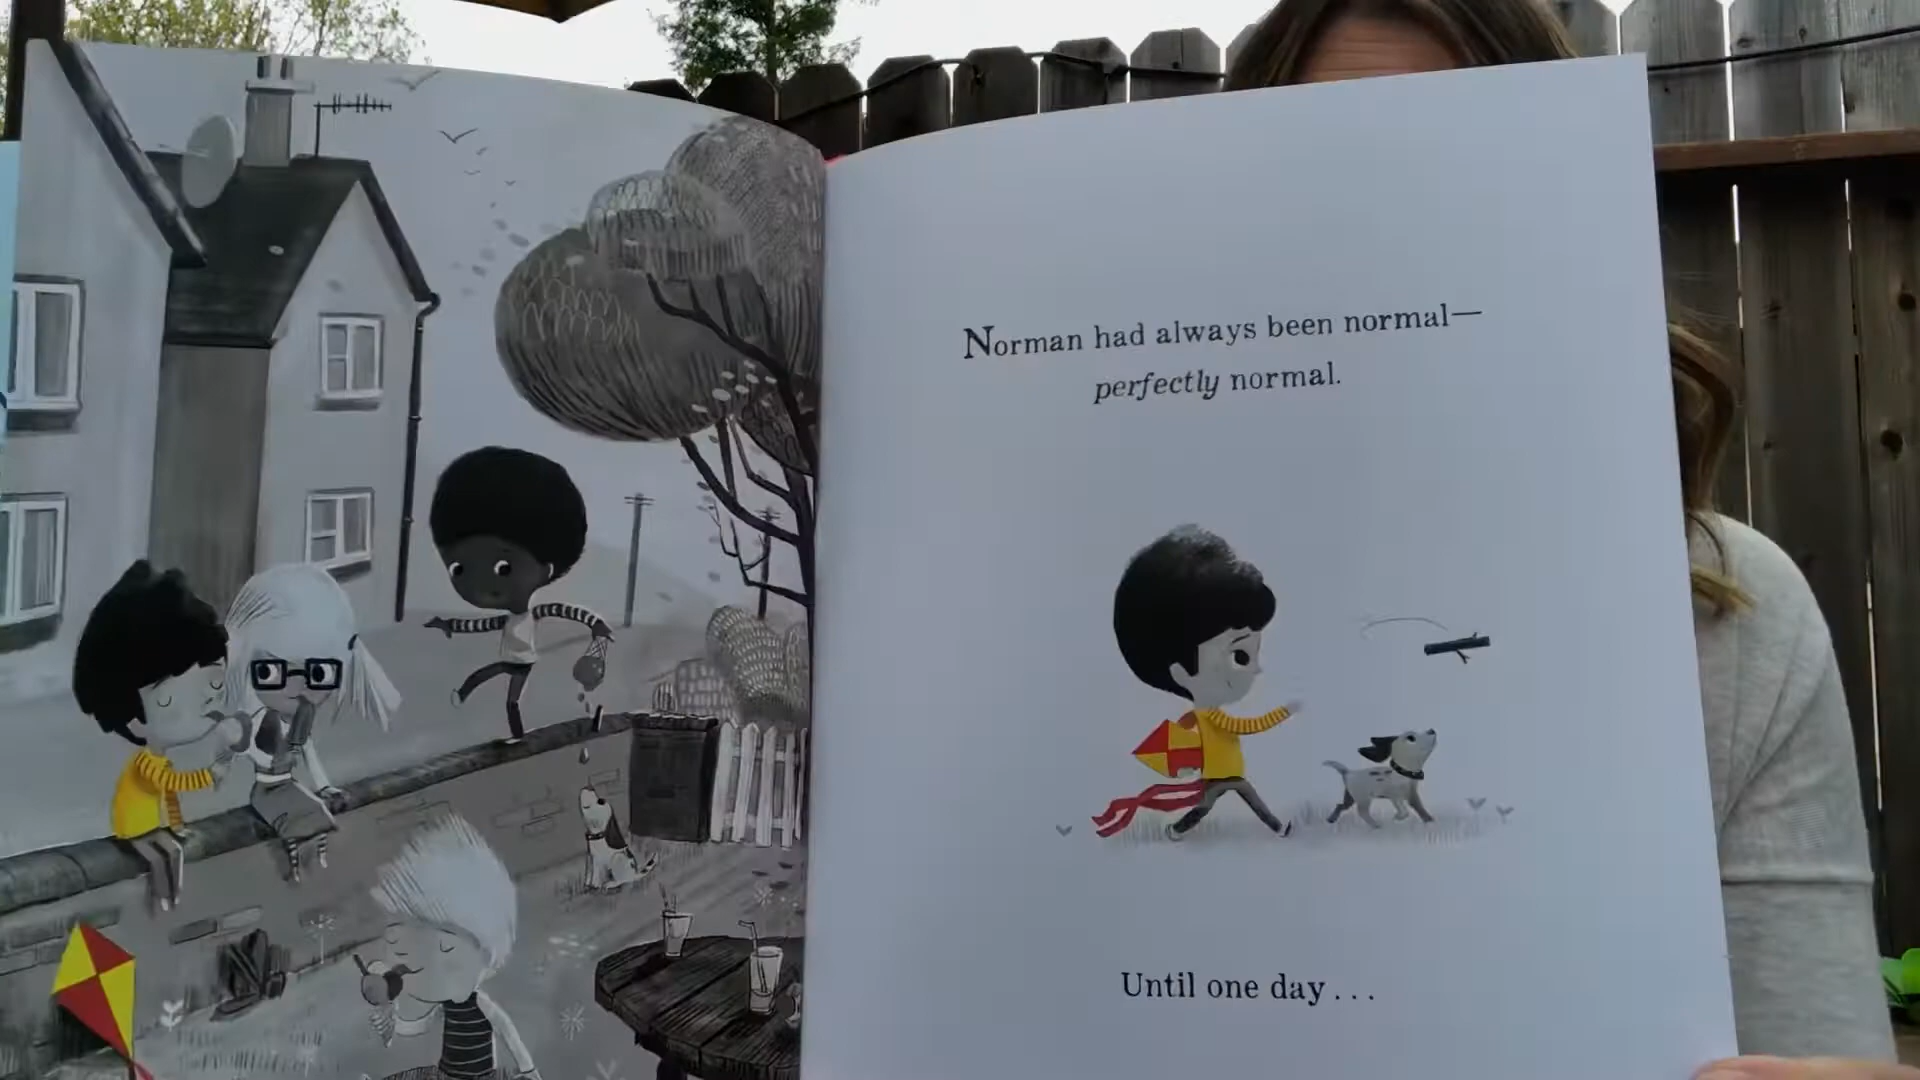 Norman had always been normal—
perfectly normal.
Until one day . . .